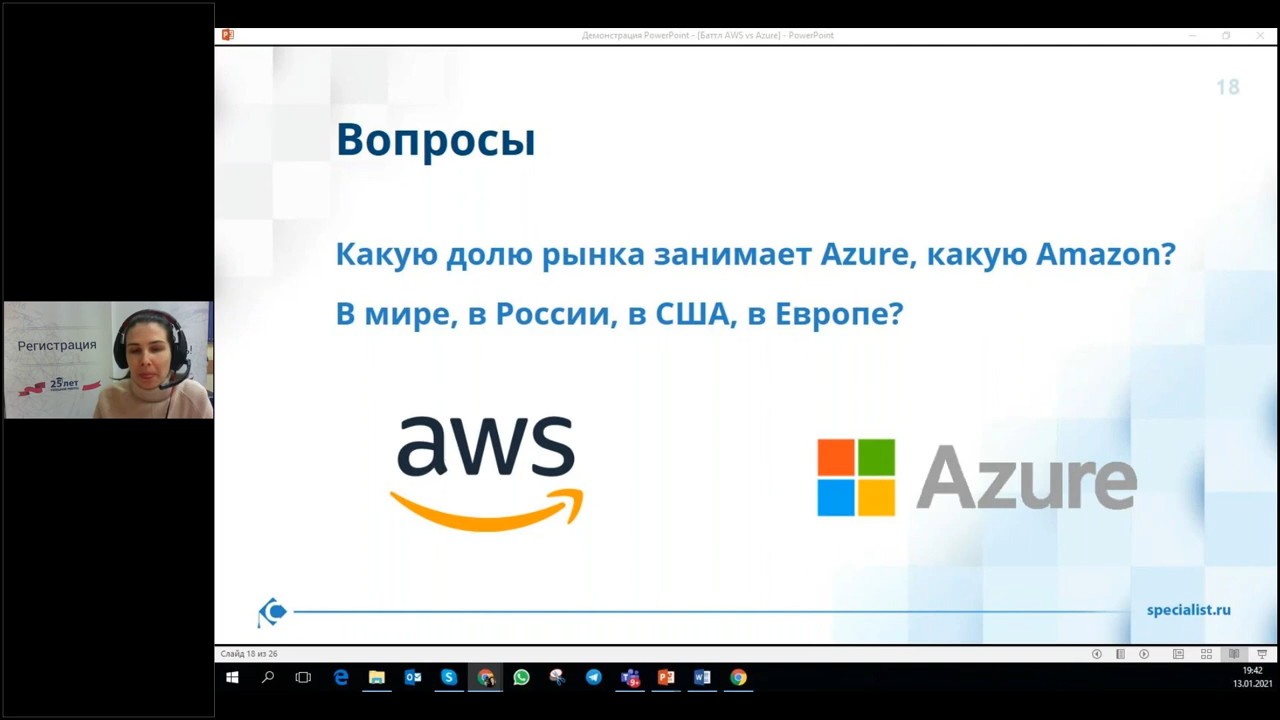 Демонстрация PowerPoint - [Баттл AWS vs Azure] - PowerPoint
18
Вопросы
Какую долю рынка занимает Azure, какую Amazon?
В мире, в России, в США, в Европе?
Регистрация
25 лет
aws
Azure
specialist.ru
Слайд 18 из 26
19:42
13.01.2021